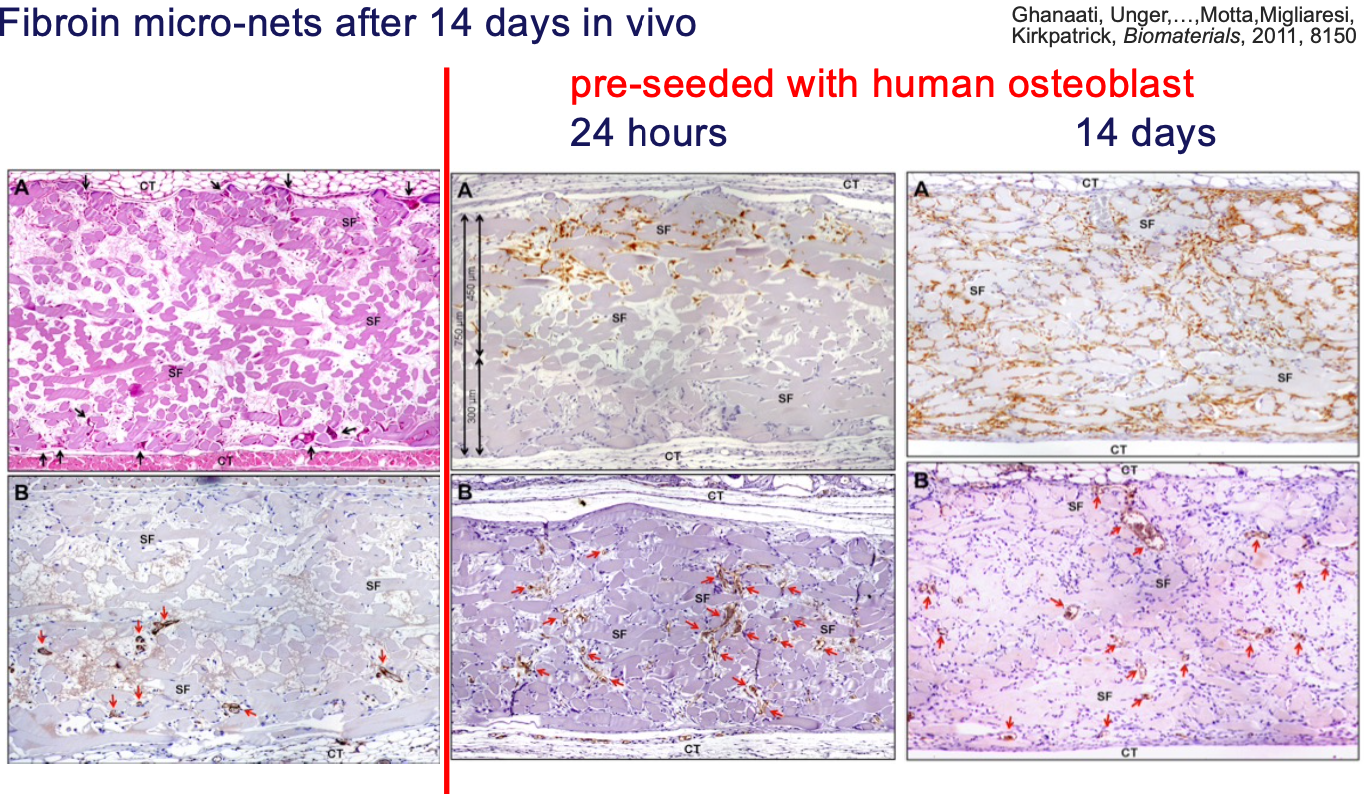 Fibroin micro-nets after 14 days in vivo
Ghanaati, Unger,...,Motta,Migliaresi,
Kirkpatrick, Biomaterials, 2011, 8150
pre-seeded with human osteoblast
24 hours
14 days
A
CT
SF
SF
SF
CT
A
CT
SF
450 µm
750 µm
SF
300 µm
SF
CT
A
CT
SF
SF
SF
CT
B
SF
SF
SF
CT
B
CT
SF
SF
SF
CT
B
CT
SF
SF
SF
CT